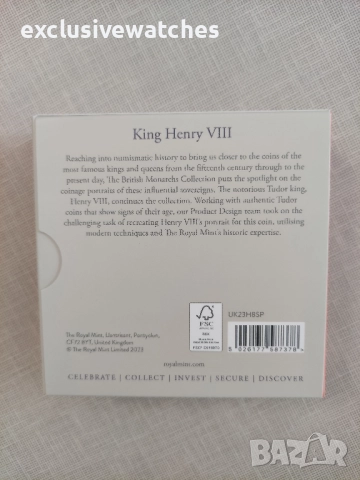 exclusivewatches
King Henry VIII
Reaching into numismatic history to bring us closer to the coins of the
most famous kings and queens from the fifteenth century through to the
present day, The British Monarchs Collection puts the spotlight on the
coinage portraits of these influential sovereigns. The notorious Tudor king,
Henry VIII, continues the collection. Working with authentic Tudor
coins that show signs of their age, our Product Design team took on the
challenging task of recreating Henry VIII's portrait for this coin, utilising
modern techniques and The Royal Mint's historic expertise.
FSC
UK23H8SP
The Royal Mint, Llantrisant, Pontyclun,
CF72 8YT, United Kingdom
© The Royal Mint Limited 2023
5 026177 587378
royalmint.com
CELEBRATE | COLLECT | INVEST | SECURE | DISCOVER
bazar